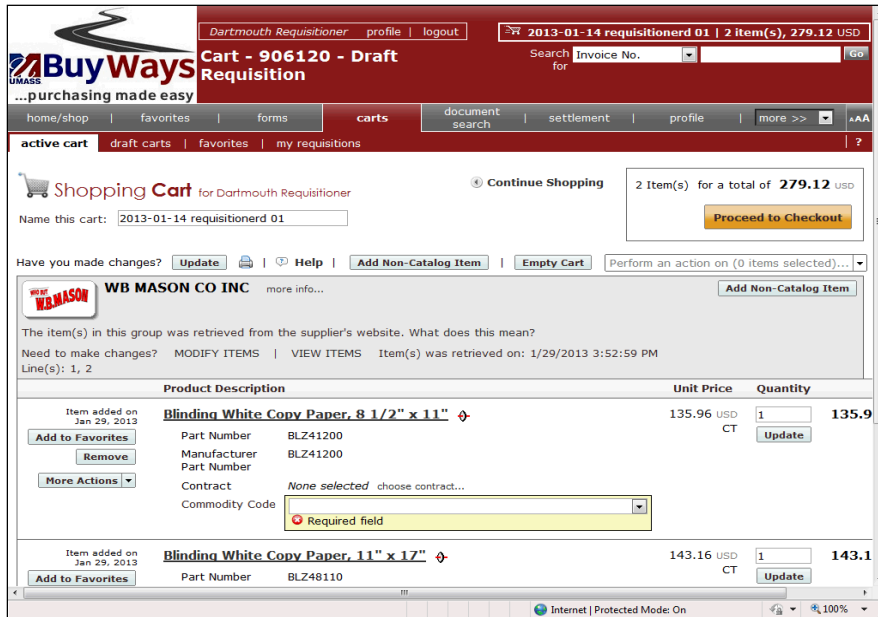 Dartmouth Requisitioner profile | logout
2013-01-14 requisitionerd 01 | 2 item(s), 279.12 USD
UMASS
BuyWays
...purchasing made easy
Cart - 906120 - Draft
Requisition
Search for Invoice No. Go
home/shop | favorites | forms carts document search | settlement | profile | more >> AAA
active cart draft carts | favorites | my requisitions | ?
Shopping Cart for Dartmouth Requisitioner
Continue Shopping
2 Item(s) for a total of 279.12 USD
Proceed to Checkout
Name this cart: 2013-01-14 requisitionerd 01
Have you made changes? Update | Help | Add Non-Catalog Item | Empty Cart Perform an action on (0 items selected)...
WHO BUT
W.B.MASON
WB MASON CO INC more info...
Add Non-Catalog Item
The item(s) in this group was retrieved from the supplier's website. What does this mean?
Need to make changes? MODIFY ITEMS | VIEW ITEMS Item(s) was retrieved on: 1/29/2013 3:52:59 PM
Line(s): 1, 2
Product Description Unit Price Quantity
Item added on
Jan 29, 2013
Add to Favorites
Remove
More Actions
Blinding White Copy Paper, 8 1/2" x 11"
135.96 USD
CT
1
Update
135.9
Part Number BLZ41200
Manufacturer Part Number BLZ41200
Contract None selected choose contract...
Commodity Code
Required field
Item added on
Jan 29, 2013
Add to Favorites
Blinding White Copy Paper, 11" x 17"
143.16 USD
CT
1
Update
143.1
Part Number BLZ48110
Internet | Protected Mode: On 100%